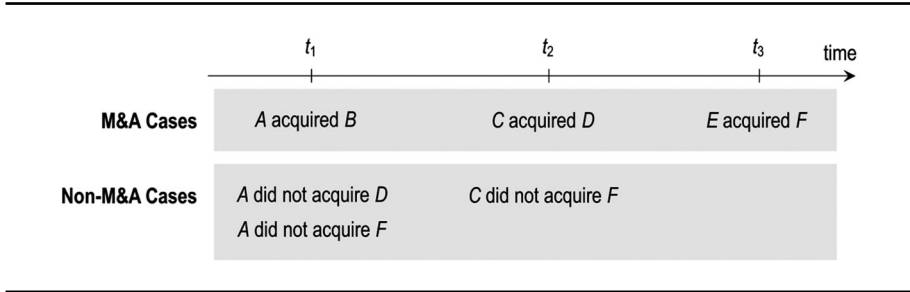 t1 t2 t3 time
M&A Cases A acquired B C acquired D E acquired F
Non-M&A Cases A did not acquire D C did not acquire F
A did not acquire F